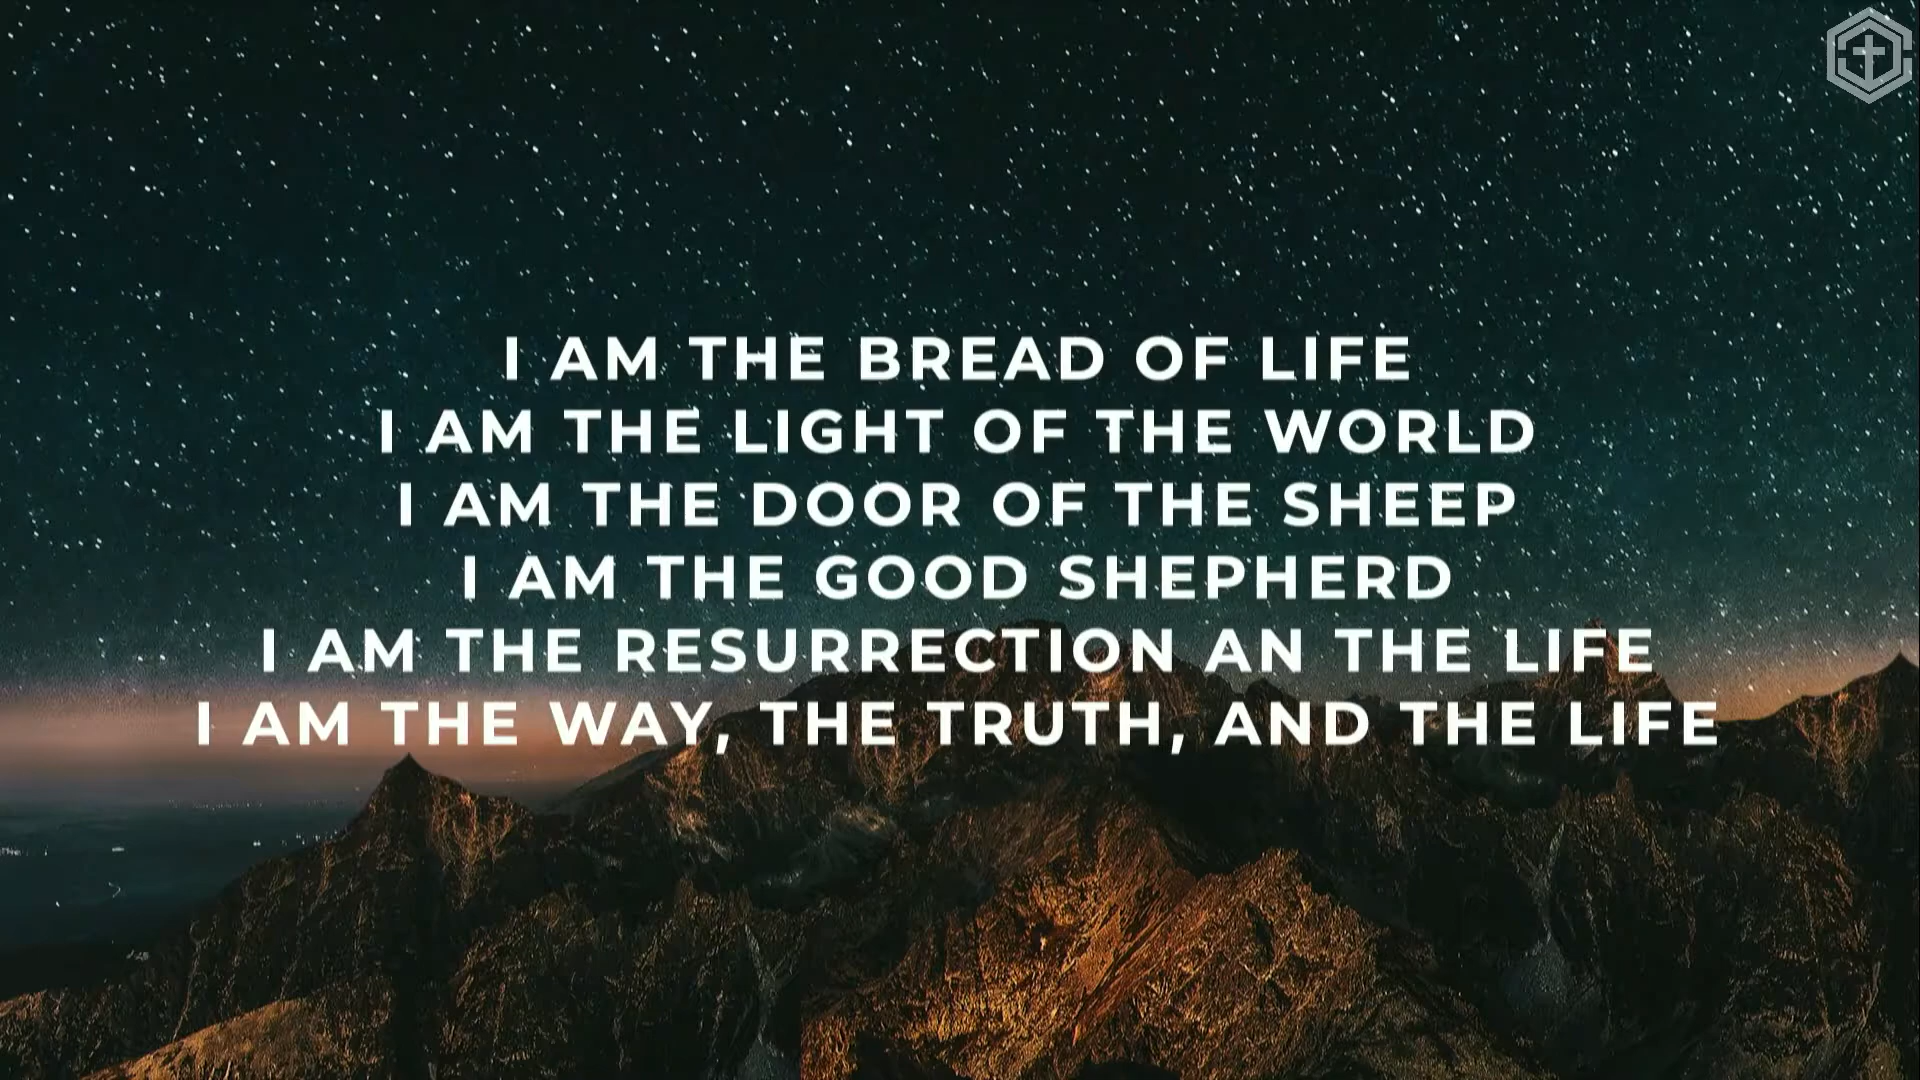 I AM THE BREAD OF LIFE
I AM THE LIGHT OF THE WORLD
I AM THE DOOR OF THE SHEEP
I AM THE GOOD SHEPHERD
I AM THE RESURRECTION AN THE LIFE
I AM THE WAY, THE TRUTH, AND THE LIFE